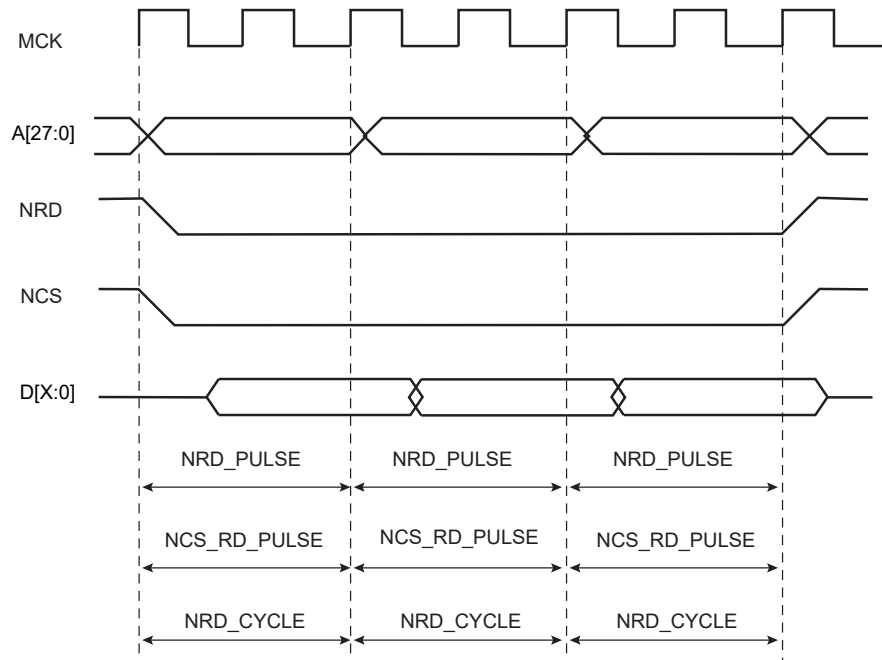 MCK
A[27:0]
NRD
NCS
D[X:0]
NRD_PULSE NRD_PULSE NRD_PULSE
NCS_RD_PULSE NCS_RD_PULSE NCS_RD_PULSE
NRD_CYCLE NRD_CYCLE NRD_CYCLE